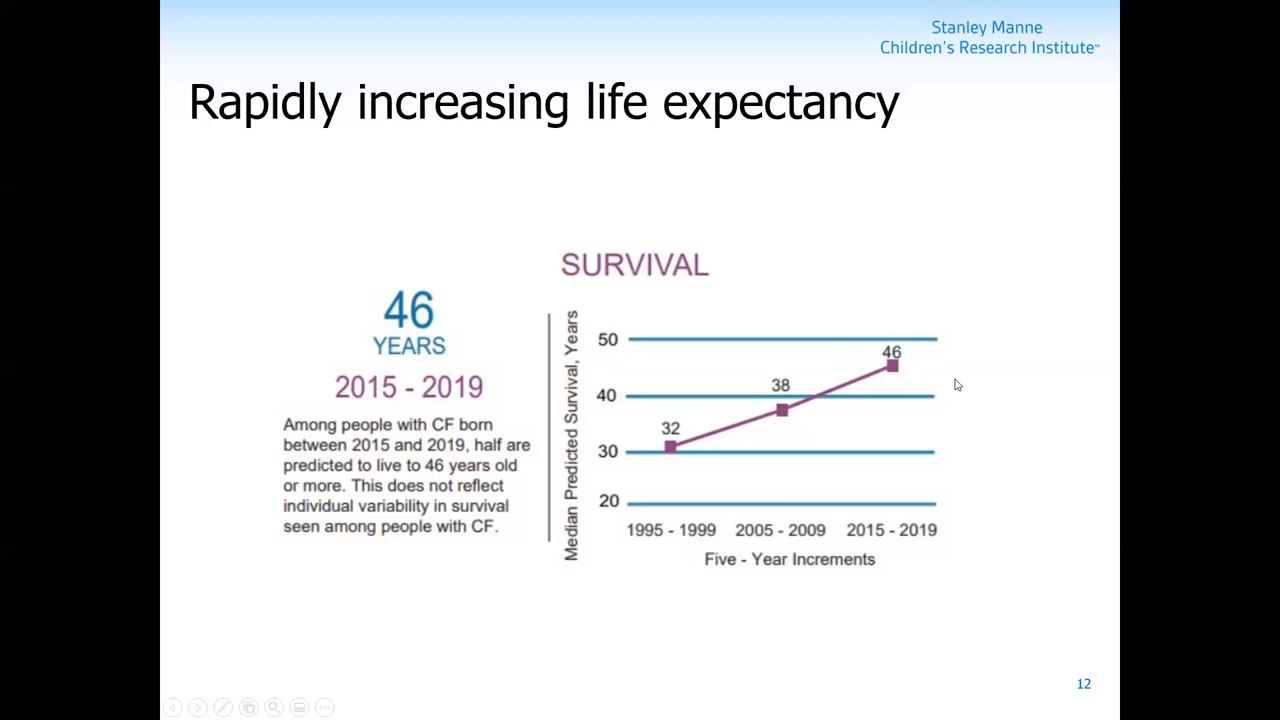 Stanley Manne
Children's Research Institute™
Rapidly increasing life expectancy
SURVIVAL
46
YEARS
2015 - 2019
Among people with CF born
between 2015 and 2019, half are
predicted to live to 46 years old
or more. This does not reflect
individual variability in survival
seen among people with CF.
Median Predicted Survival, Years
50
40
30
20
32
38
46
1995 - 1999
2005 - 2009
2015 - 2019
Five - Year Increments
12